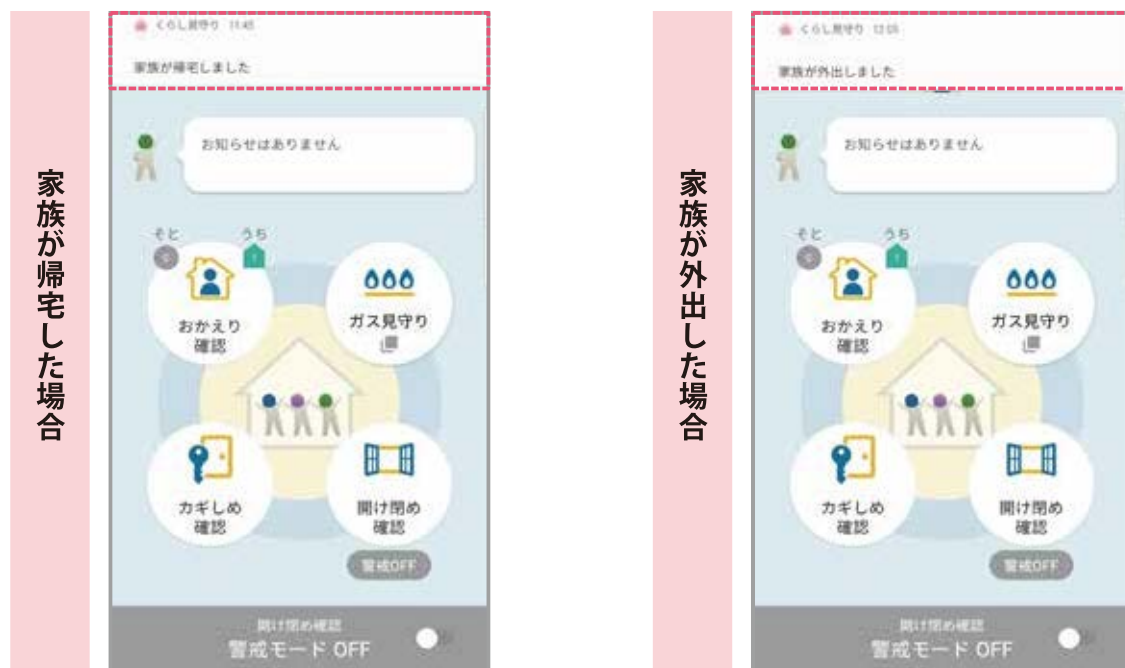 家族が帰宅した場合
くらし見守り 11:45
家族が帰宅しました
お知らせはありません
そと
うち
0
1
おかえり
確認
ガス見守り
カギしめ
確認
開け閉め
確認
警戒OFF
開け閉め確認
警戒モード OFF
家族が外出した場合
くらし見守り 12:05
家族が外出しました
お知らせはありません
そと
うち
0
1
おかえり
確認
ガス見守り
カギしめ
確認
開け閉め
確認
警戒OFF
開け閉め確認
警戒モード OFF